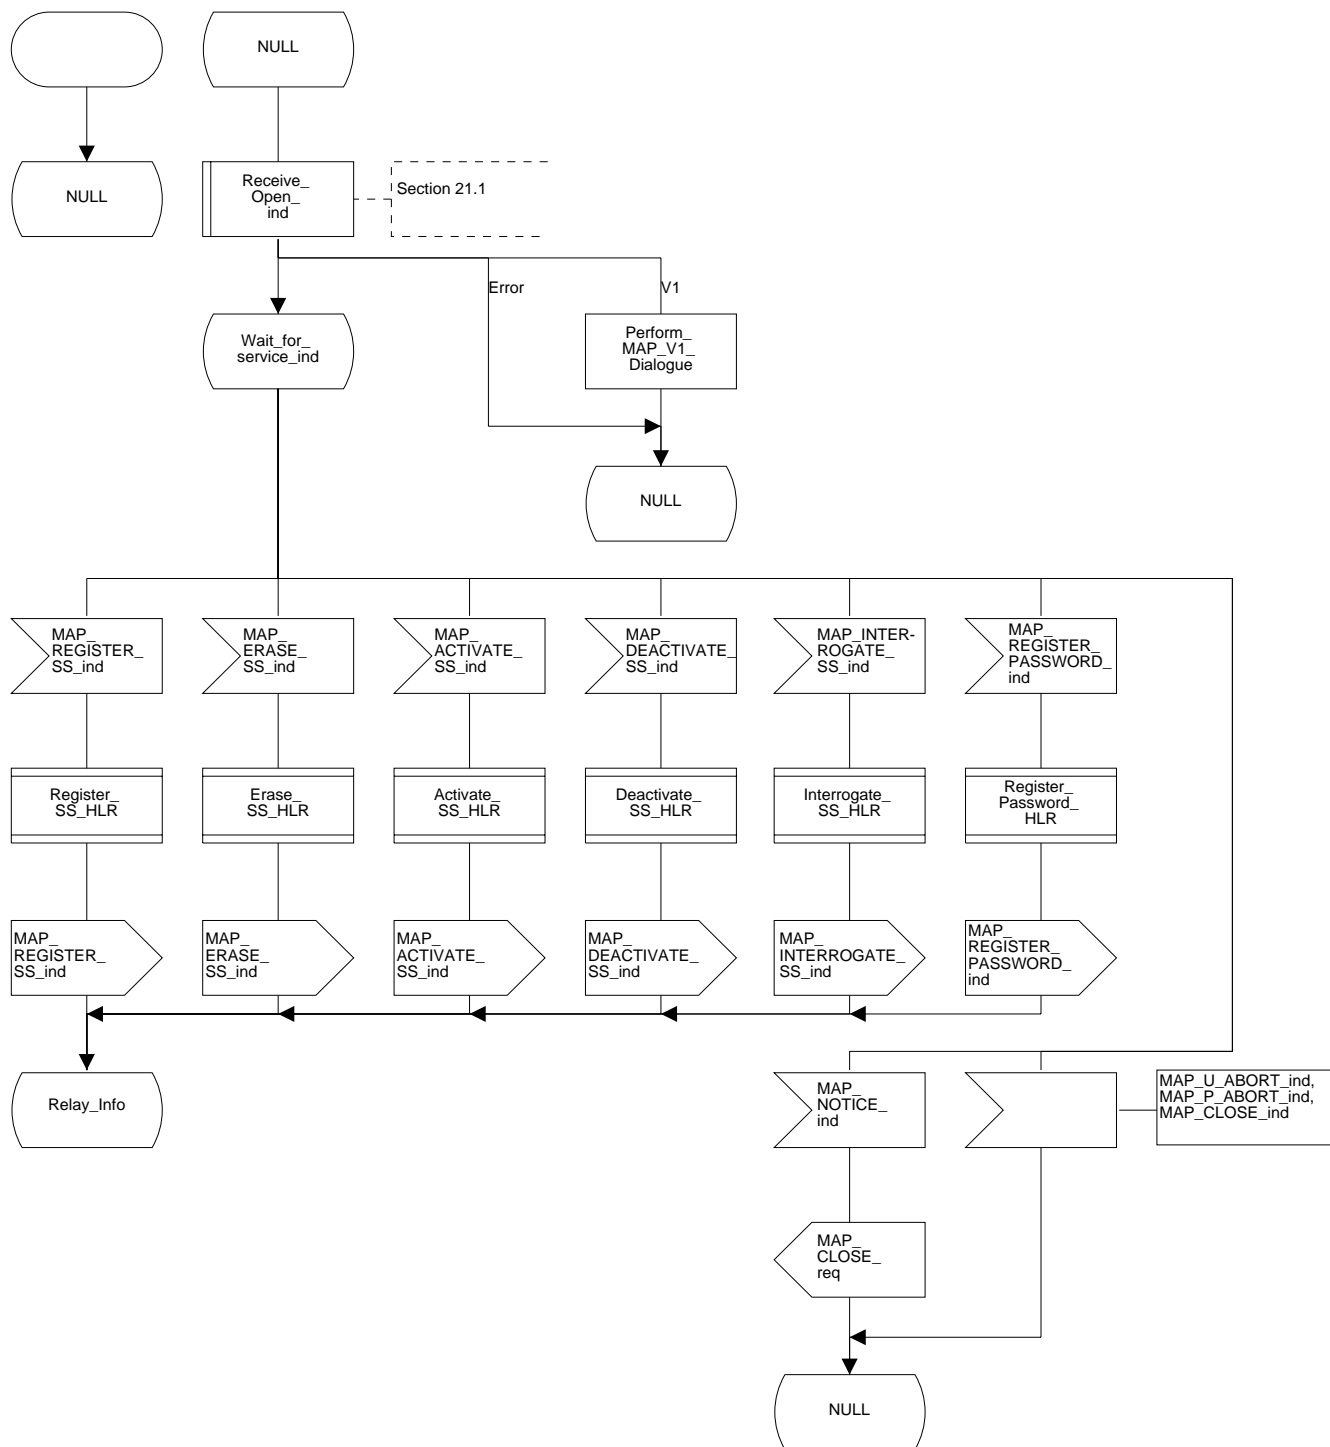 NULL
NULL
Receive_
Open_
ind
Section 21.1
Error
V1
Wait_for_
service_ind
Perform_
MAP_V1_
Dialogue
NULL
MAP_
REGISTER_
SS_ind
MAP_
ERASE_
SS_ind
MAP_
ACTIVATE_
SS_ind
MAP_
DEACTIVATE_
SS_ind
MAP_INTER-
ROGATE_
SS_ind
MAP_
REGISTER_
PASSWORD_
ind
Register_
SS_HLR
Erase_
SS_HLR
Activate_
SS_HLR
Deactivate_
SS_HLR
Interrogate_
SS_HLR
Register_
Password_
HLR
MAP_
REGISTER_
SS_ind
MAP_
ERASE_
SS_ind
MAP_
ACTIVATE_
SS_ind
MAP_
DEACTIVATE_
SS_ind
MAP_
INTERROGATE_
SS_ind
MAP_
REGISTER_
PASSWORD_
ind
Relay_Info
MAP_
NOTICE_
ind
MAP_U_ABORT_ind,
MAP_P_ABORT_ind,
MAP_CLOSE_ind
MAP_
CLOSE_
req
NULL